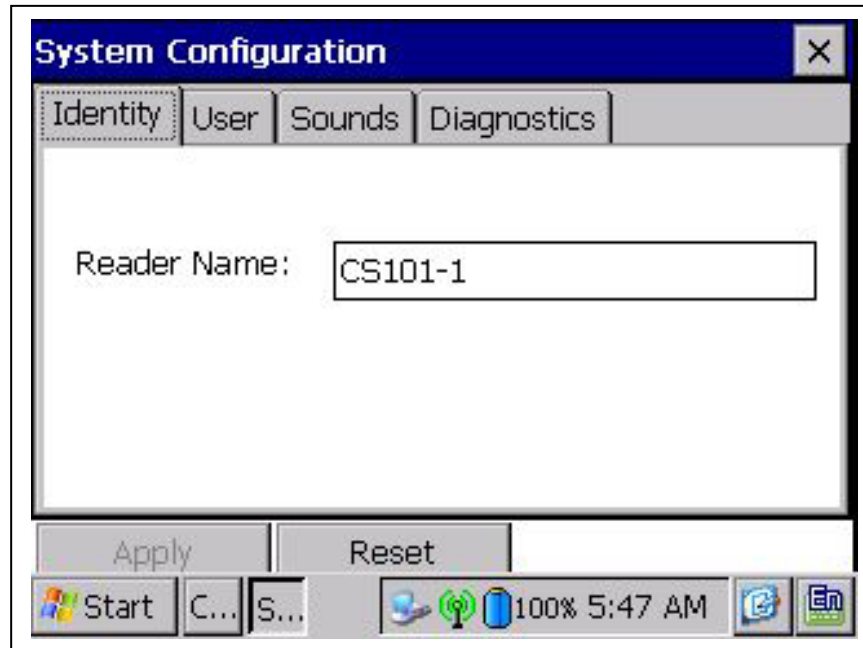 System Configuration
Identity User Sounds Diagnostics
Reader Name: CS101-1
Apply Reset
Start C... S... 100% 5:47 AM En